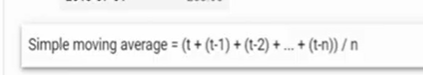 Simple moving average = (t + (t-1) + (t-2) + ... + (t-n)) / n